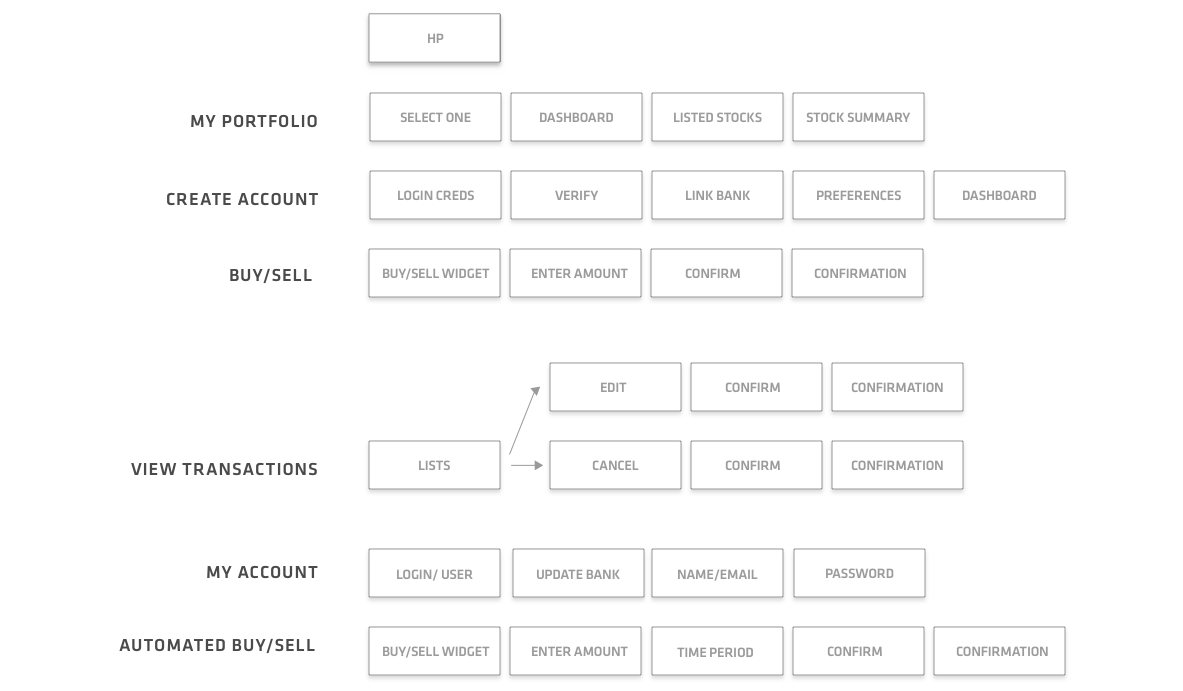 HP
MY PORTFOLIO
SELECT ONE
DASHBOARD
LISTED STOCKS
STOCK SUMMARY
CREATE ACCOUNT
LOGIN CREDS
VERIFY
LINK BANK
PREFERENCES
DASHBOARD
BUY/SELL
BUY/SELL WIDGET
ENTER AMOUNT
CONFIRM
CONFIRMATION
EDIT
CONFIRM
CONFIRMATION
VIEW TRANSACTIONS
LISTS
CANCEL
CONFIRM
CONFIRMATION
MY ACCOUNT
LOGIN/ USER
UPDATE BANK
NAME/EMAIL
PASSWORD
AUTOMATED BUY/SELL
BUY/SELL WIDGET
ENTER AMOUNT
TIME PERIOD
CONFIRM
CONFIRMATION